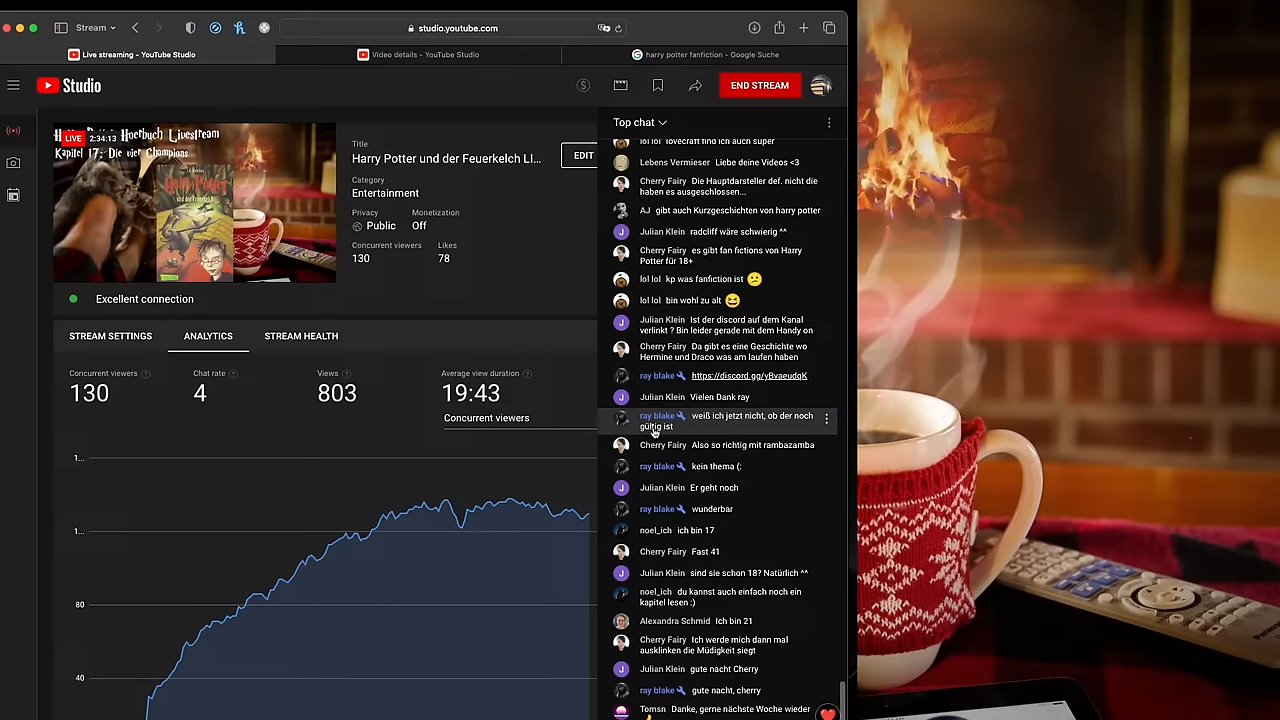 Stream
studio.youtube.com
Live streaming - YouTube Studio
Video details - YouTube Studio
harry potter fanfiction - Google Suche
Studio
END STREAM
LIVE 2:34:13
Hoerbuch Livestream
Kapitel 17: Die vier Champions
Harry Potter
und der Feuerkelch
Title
Harry Potter und der Feuerkelch LI...
EDIT
Category
Entertainment
Privacy
Monetization
Public
Off
Concurrent viewers
Likes
130
78
Excellent connection
STREAM SETTINGS
ANALYTICS
STREAM HEALTH
Concurrent viewers
Chat rate
Views
Average view duration
130
4
803
19:43
Concurrent viewers
1...
1...
80
40
Top chat
lol lol lovecraft find ich auch super
Lebens Vermieser Liebe deine Videos <3
Cherry Fairy Die Hauptdarsteller def. nicht die
haben es ausgeschlossen...
AJ gibt auch Kurzgeschichten von harry potter
Julian Klein radcliff wäre schwierig ^^
Cherry Fairy es gibt fan fictions von Harry
Potter für 18+
lol lol kp was fanfiction ist 😕
lol lol bin wohl zu alt 😆
Julian Klein Ist der discord auf dem Kanal
verlinkt ? Bin leider gerade mit dem Handy on
Cherry Fairy Da gibt es eine Geschichte wo
Hermine und Draco was am laufen haben
ray blake https://discord.gg/yBvaeudqK
Julian Klein Vielen Dank ray
ray blake weiß ich jetzt nicht, ob der noch
gültig ist
Cherry Fairy Also so richtig mit rambazamba
ray blake kein thema (:
Julian Klein Er geht noch
ray blake wunderbar
noel_ich ich bin 17
Cherry Fairy Fast 41
Julian Klein sind sie schon 18? Natürlich ^^
noel_ich du kannst auch einfach noch ein
kapitel lesen :)
Alexandra Schmid Ich bin 21
Cherry Fairy Ich werde mich dann mal
ausklinken die Müdigkeit siegt
Julian Klein gute nacht Cherry
ray blake gute nacht, cherry
Tomsn Danke, gerne nächste Woche wieder